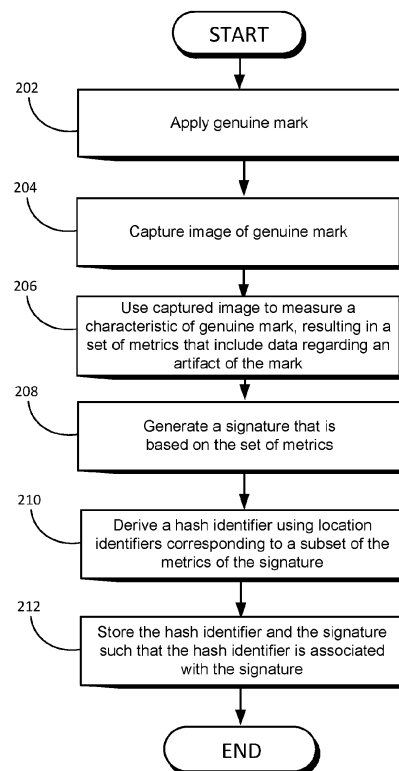 START
202
Apply genuine mark
204
Capture image of genuine mark
206
Use captured image to measure a
characteristic of genuine mark, resulting in a
set of metrics that include data regarding an
artifact of the mark
208
Generate a signature that is
based on the set of metrics
210
Derive a hash identifier using location
identifiers corresponding to a subset of the
metrics of the signature
212
Store the hash identifier and the signature
such that the hash identifier is associated
with the signature
END